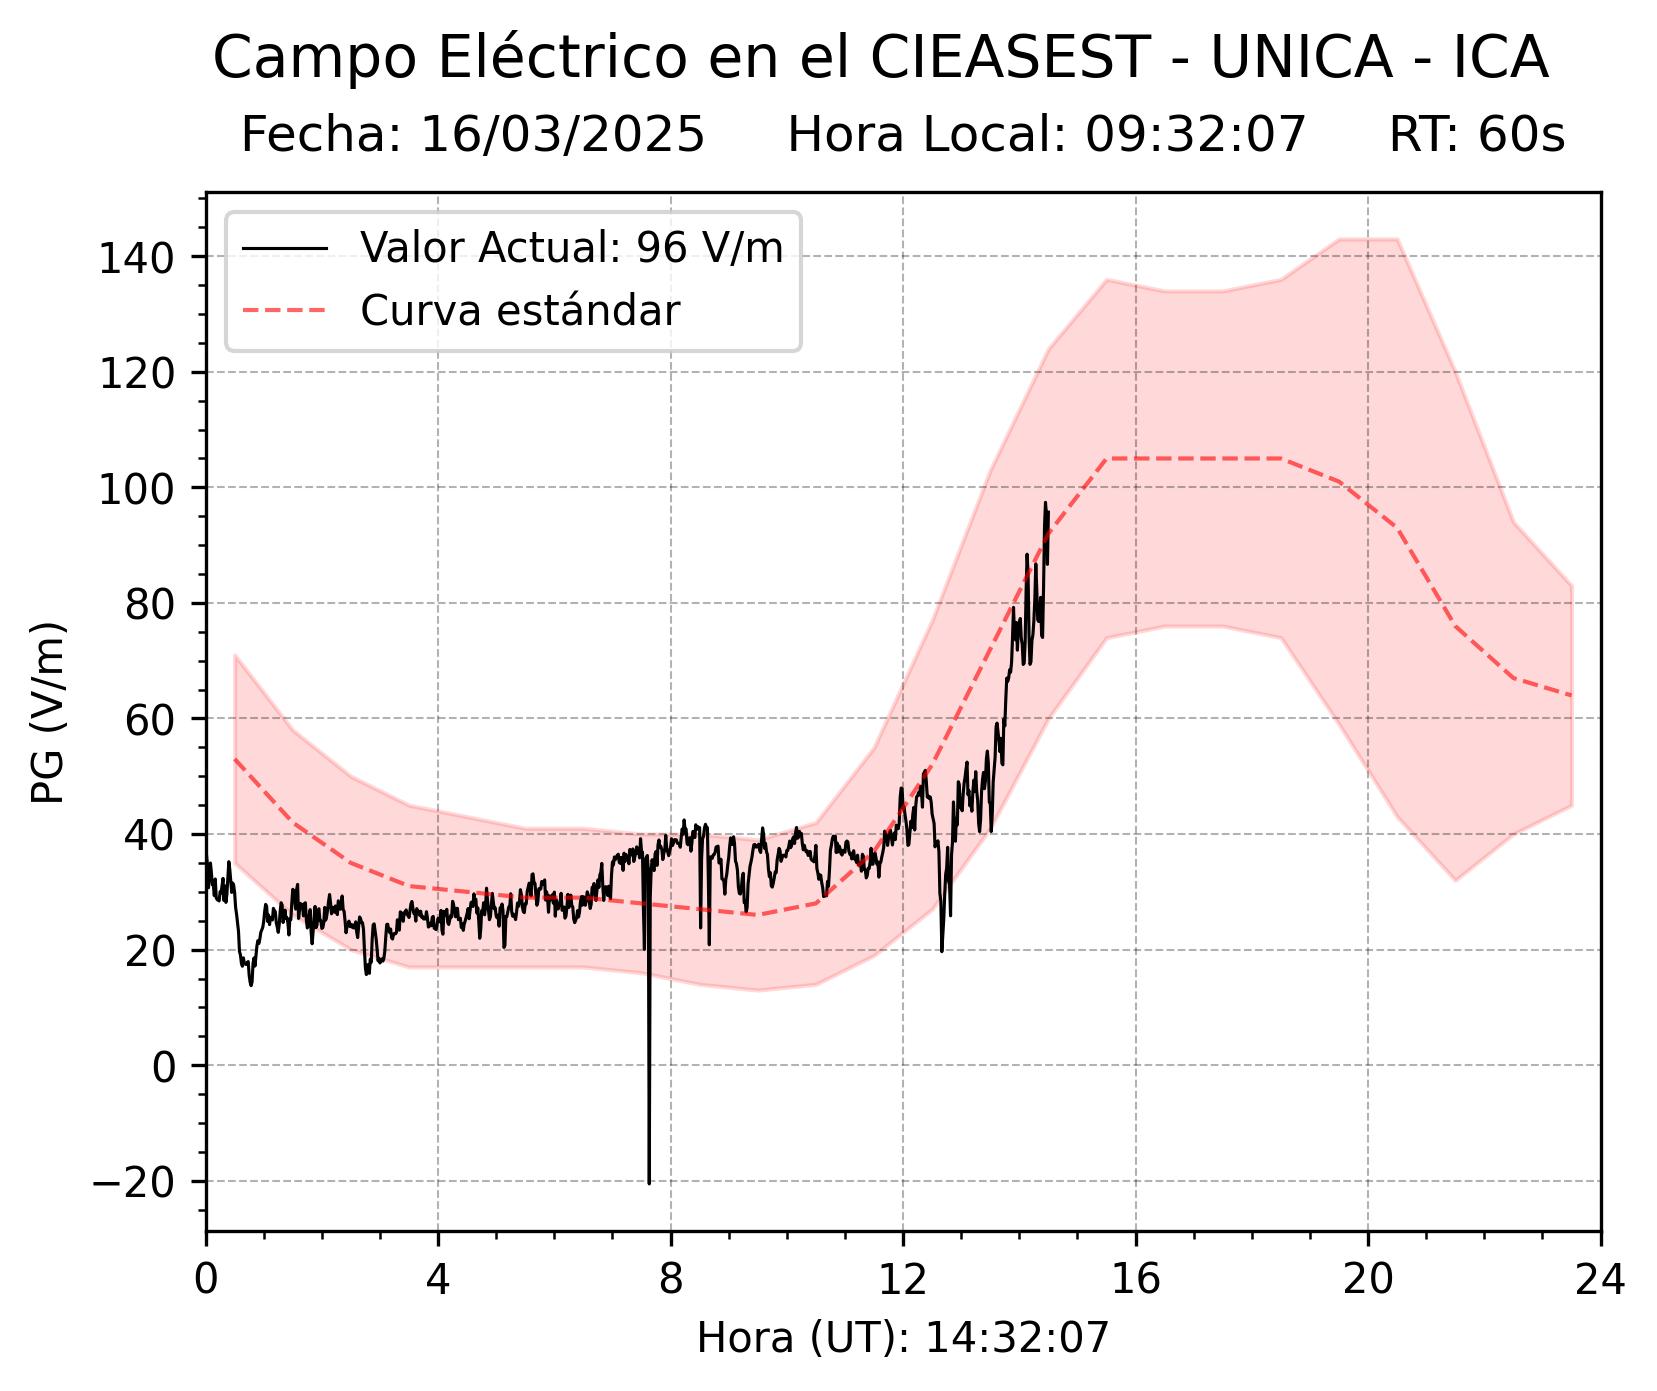 Campo Eléctrico en el CIEASEST - UNICA - ICA
Fecha: 16/03/2025 Hora Local: 09:32:07 RT: 60s
Valor Actual: 96 V/m
Curva estándar
PG (V/m)
140
120
100
80
60
40
20
0
−20
0 4 8 12 16 20 24
Hora (UT): 14:32:07